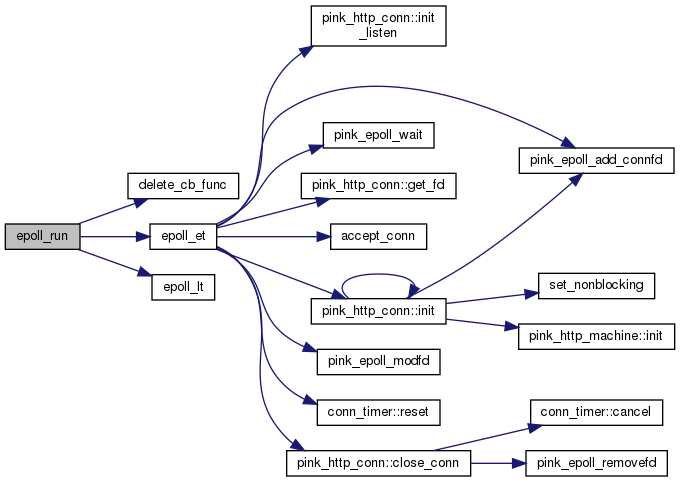 pink_http_conn::init
_listen
pink_epoll_wait
pink_epoll_add_connfd
delete_cb_func
pink_http_conn::get_fd
epoll_run
epoll_et
accept_conn
epoll_lt
set_nonblocking
pink_http_conn::init
pink_http_machine::init
pink_epoll_modfd
conn_timer::reset
conn_timer::cancel
pink_http_conn::close_conn
pink_epoll_removefd